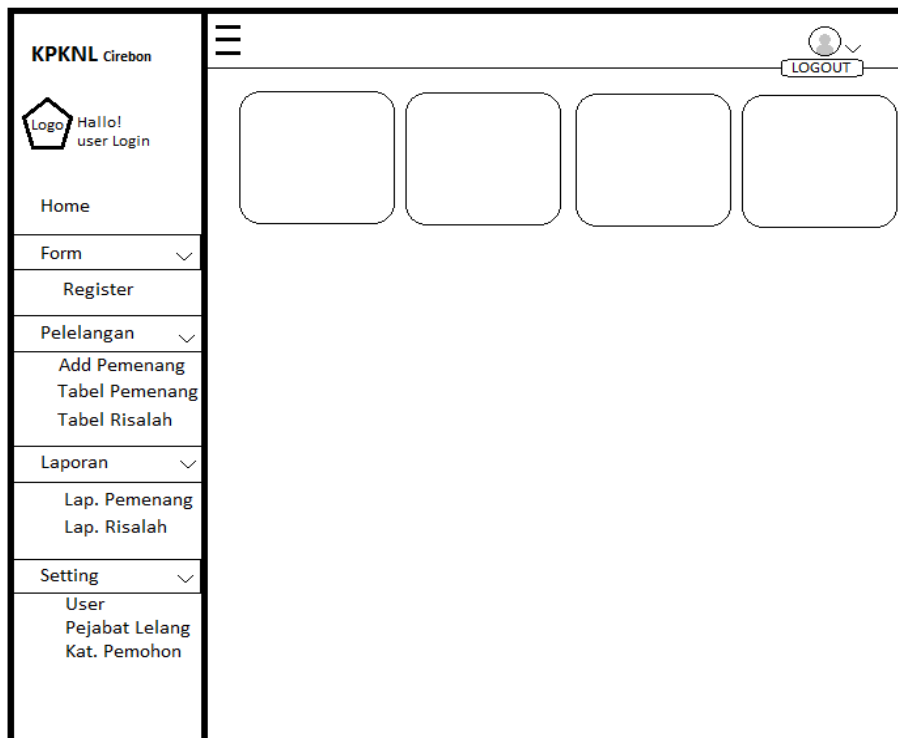 KPKNL Cirebon
LOGOUT
Logo
Hallo!
user Login
Home
Form
Register
Pelelangan
Add Pemenang
Tabel Pemenang
Tabel Risalah
Laporan
Lap. Pemenang
Lap. Risalah
Setting
User
Pejabat Lelang
Kat. Pemohon